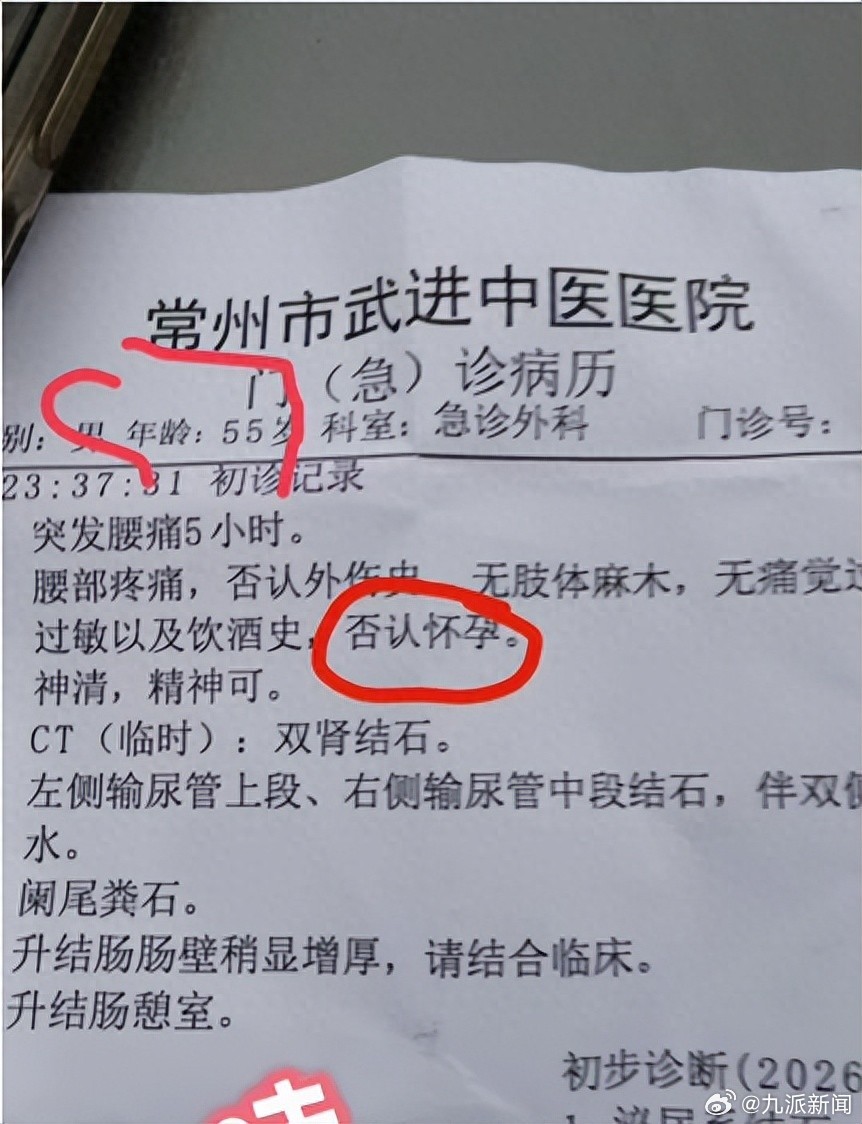 常州市武进中医医院
门（急）诊病历
别： 男 年龄：55岁 科室：急诊外科 门诊号：
23:37:31 初诊记录
突发腰痛5小时。
腰部疼痛，否认外伤史，无肢体麻木，无痛觉过
过敏以及饮酒史，否认怀孕。
神清，精神可。
CT（临时）：双肾结石。
左侧输尿管上段、右侧输尿管中段结石，伴双侧
水。
阑尾粪石。
升结肠肠壁稍显增厚，请结合临床。
升结肠憩室。
初步诊断(2026
@九派新闻